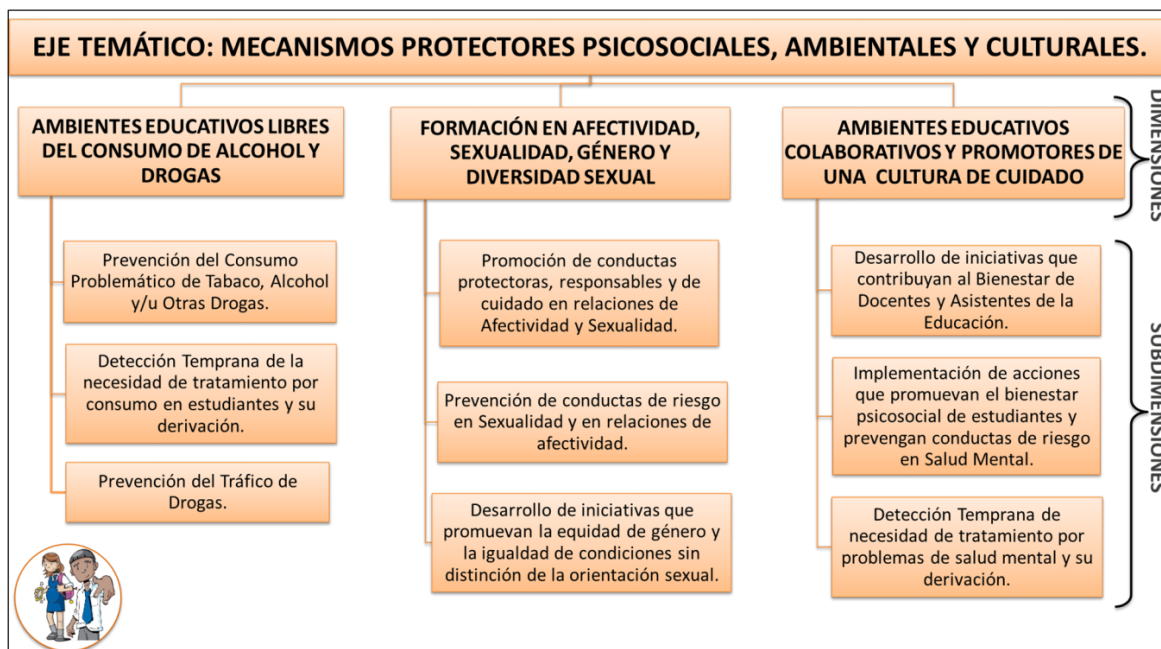 EJE TEMÁTICO: MECANISMOS PROTECTORES PSICOSOCIALES, AMBIENTALES Y CULTURALES.
DIMENSIONES
AMBIENTES EDUCATIVOS LIBRES
DEL CONSUMO DE ALCOHOL Y
DROGAS
Prevención del Consumo
Problemático de Tabaco, Alcohol
y/u Otras Drogas.
Detección Temprana de la
necesidad de tratamiento por
consumo en estudiantes y su
derivación.
Prevención del Tráfico de
Drogas.
FORMACIÓN EN AFECTIVIDAD,
SEXUALIDAD, GÉNERO Y
DIVERSIDAD SEXUAL
Promoción de conductas
protectoras, responsables y de
cuidado en relaciones de
Afectividad y Sexualidad.
Prevención de conductas de riesgo
en Sexualidad y en relaciones de
afectividad.
Desarrollo de iniciativas que
promuevan la equidad de género y
la igualdad de condiciones sin
distinción de la orientación sexual.
AMBIENTES EDUCATIVOS
COLABORATIVOS Y PROMOTORES DE
UNA CULTURA DE CUIDADO
Desarrollo de iniciativas que
contribuyan al Bienestar de
Docentes y Asistentes de la
Educación.
Implementación de acciones
que promuevan el bienestar
psicosocial de estudiantes y
prevengan conductas de riesgo
en Salud Mental.
Detección Temprana de
necesidad de tratamiento por
problemas de salud mental y su
derivación.
SUBDIMENSIONES